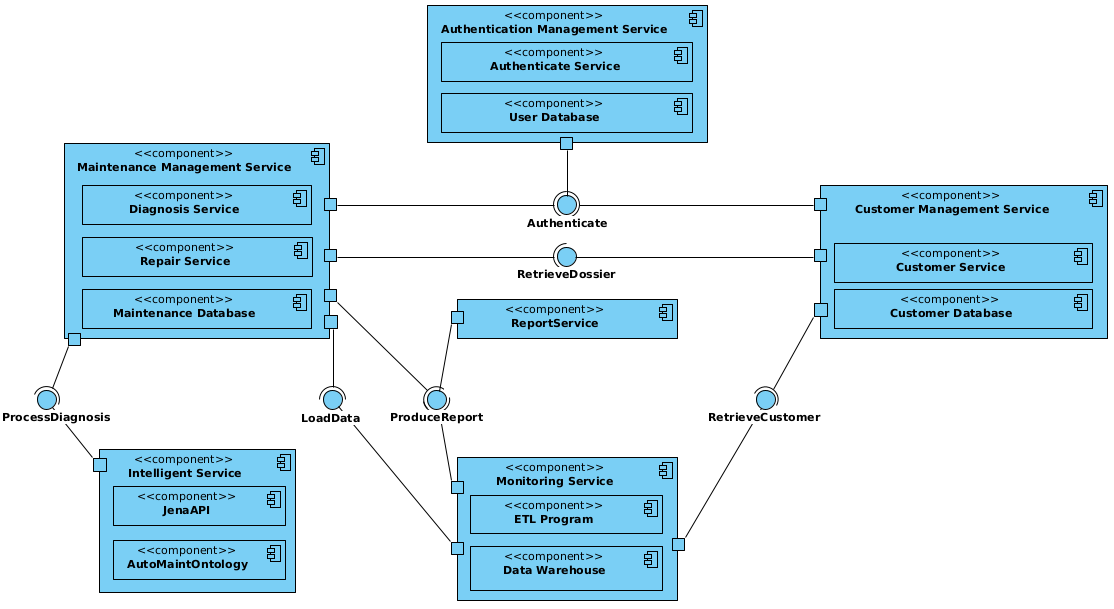 <<component>>
Authentication Management Service
<<component>>
Authenticate Service
<<component>>
User Database
<<component>>
Maintenance Management Service
<<component>>
Diagnosis Service
<<component>>
Repair Service
<<component>>
Maintenance Database
Authenticate
RetrieveDossier
<<component>>
Customer Management Service
<<component>>
Customer Service
<<component>>
Customer Database
<<component>>
ReportService
ProcessDiagnosis
LoadData
ProduceReport
RetrieveCustomer
<<component>>
Intelligent Service
<<component>>
JenaAPI
<<component>>
AutoMaintOntology
<<component>>
Monitoring Service
<<component>>
ETL Program
<<component>>
Data Warehouse